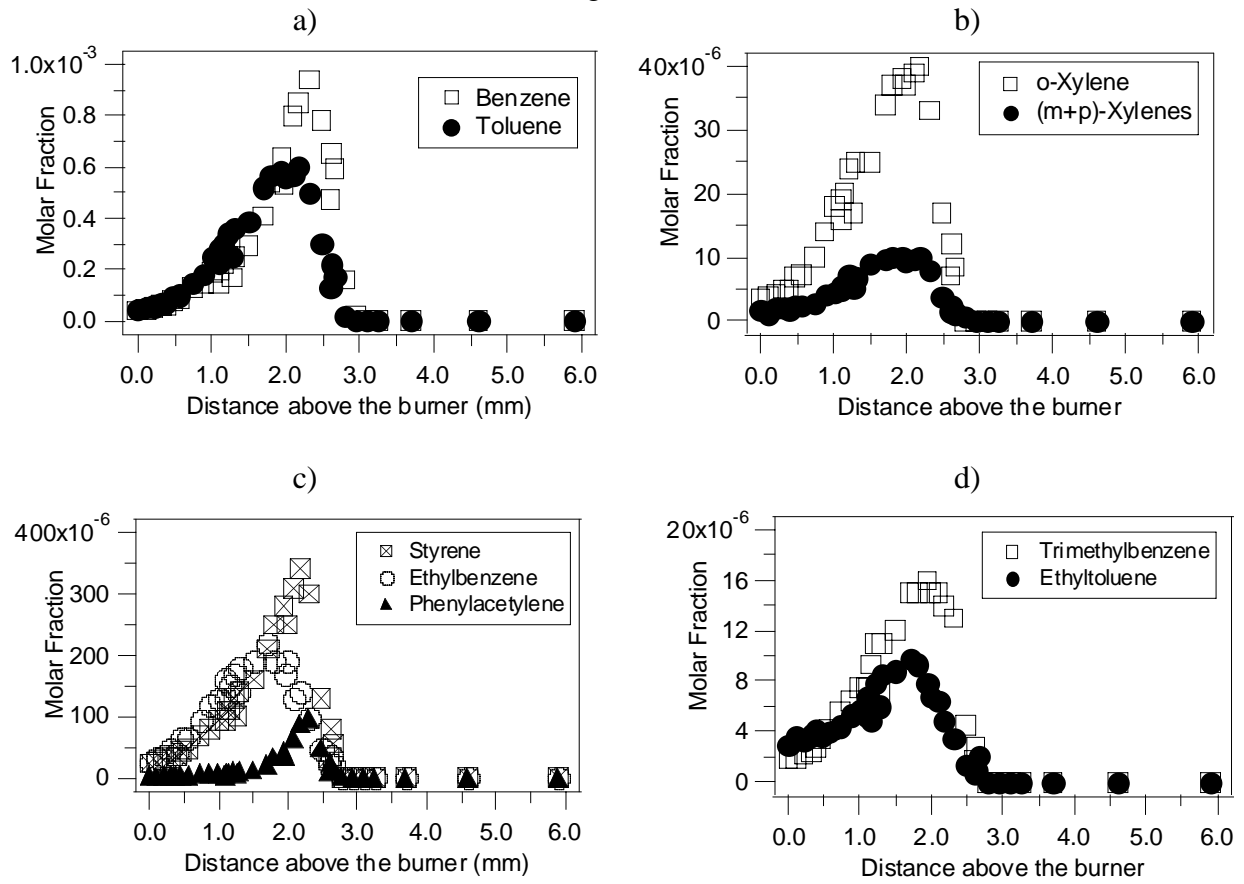 a)
1.0x10-3
0.8
0.6
0.4
0.2
0.0
Molar Fraction
Benzene
Toluene
0.0 1.0 2.0 3.0 4.0 5.0 6.0
Distance above the burner (mm)
b)
40x10-6
30
20
10
0
Molar Fraction
o-Xylene
(m+p)-Xylenes
0.0 1.0 2.0 3.0 4.0 5.0 6.0
Distance above the burner
c)
400x10-6
300
200
100
0
Molar Fraction
Styrene
Ethylbenzene
Phenylacetylene
0.0 1.0 2.0 3.0 4.0 5.0 6.0
Distance above the burner (mm)
d)
20x10-6
16
12
8
4
0
Molar Fraction
Trimethylbenzene
Ethyltoluene
0.0 1.0 2.0 3.0 4.0 5.0 6.0
Distance above the burner